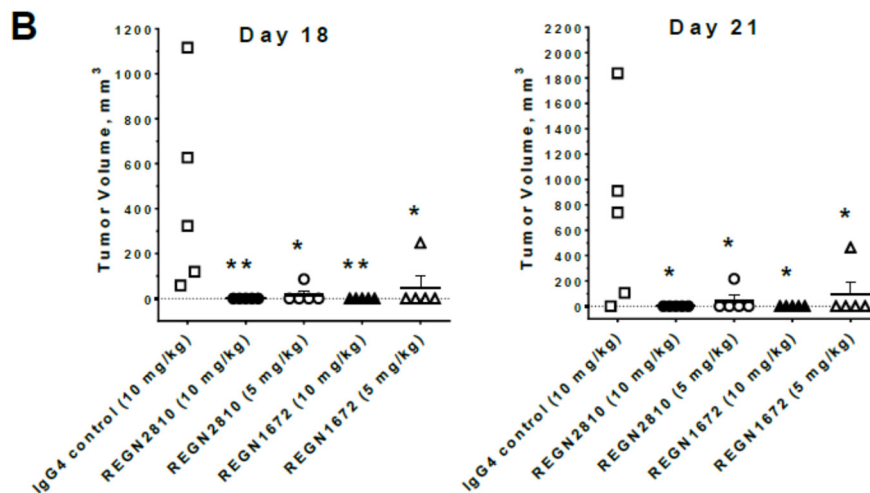 B
Day 18
Tumor Volume, mm³
1200
1000
800
600
400
200
0
**
*
**
*
IgG4 control (10 mg/kg)
REGN2810 (10 mg/kg)
REGN2810 (5 mg/kg)
REGN1672 (10 mg/kg)
REGN1672 (5 mg/kg)
Day 21
Tumor Volume, mm³
2200
2000
1800
1600
1400
1200
1000
800
600
400
200
0
*
*
*
*
IgG4 control (10 mg/kg)
REGN2810 (10 mg/kg)
REGN2810 (5 mg/kg)
REGN1672 (10 mg/kg)
REGN1672 (5 mg/kg)